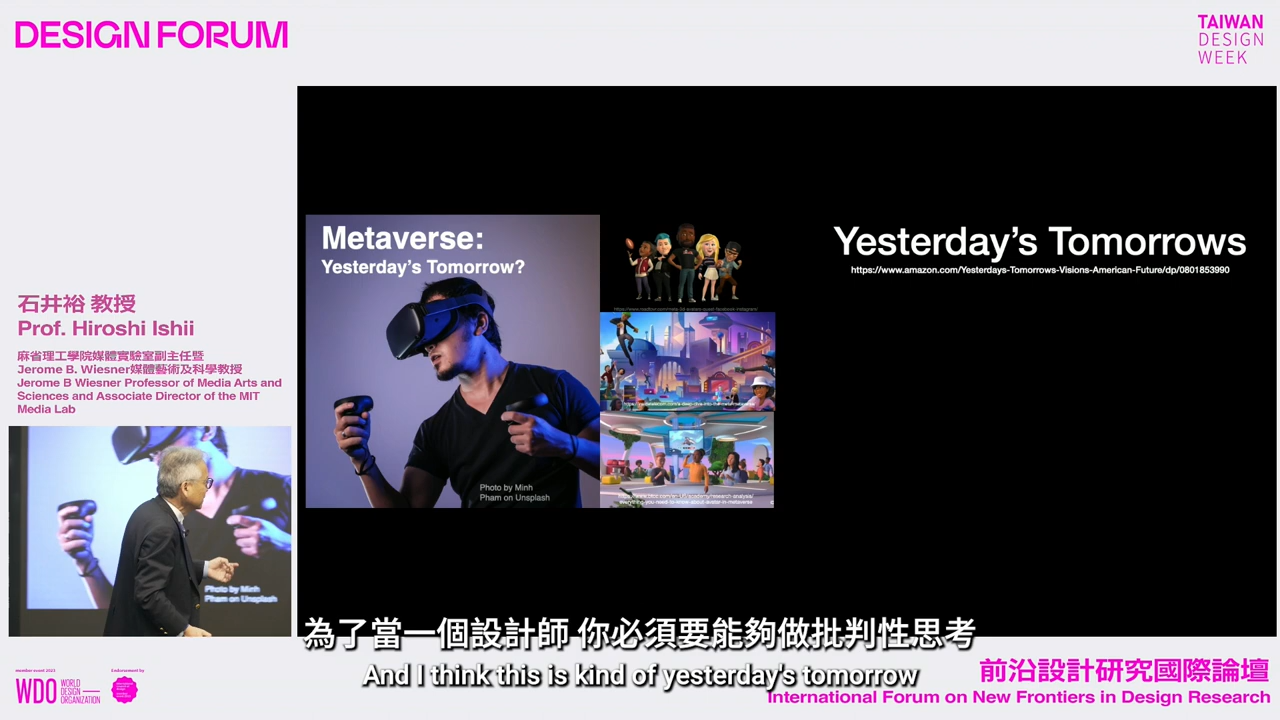 DESIGN FORUM
TAIWAN
DESIGN
WEEK
Metaverse:
Yesterday's Tomorrow?
Photo by Minh
Pham on Unsplash
Yesterday's Tomorrows
https://www.amazon.com/Yesterdays-Tomorrows-Visions-American-Future/dp/0801853990
石井裕 教授
Prof. Hiroshi Ishii
麻省理工學院媒體實驗室副主任暨
Jerome B. Wiesner媒體藝術及科學教授
Jerome B Wiesner Professor of Media Arts and
Sciences and Associate Director of the MIT
Media Lab
Photo by Minh
Pham on Unsplash
為了當一個設計師 你必須要能夠做批判性思考
And I think this is kind of yesterday's tomorrow
member event 2023
WDO
WORLD
DESIGN
ORGANIZATION
Endorsement by
前沿設計研究國際論壇
International Forum on New Frontiers in Design Research